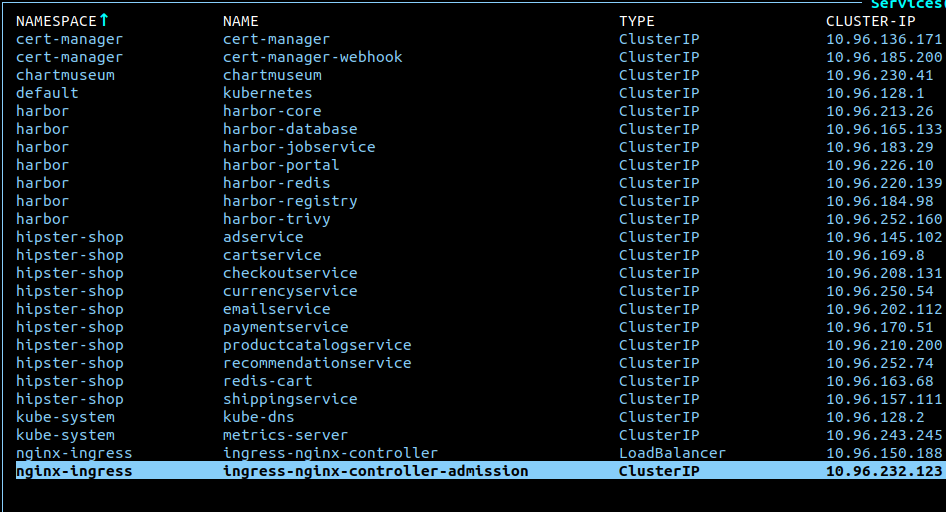 Services(
NAMESPACE↑ NAME TYPE CLUSTER-IP
cert-manager cert-manager ClusterIP 10.96.136.171
cert-manager cert-manager-webhook ClusterIP 10.96.185.200
chartmuseum chartmuseum ClusterIP 10.96.230.41
default kubernetes ClusterIP 10.96.128.1
harbor harbor-core ClusterIP 10.96.213.26
harbor harbor-database ClusterIP 10.96.165.133
harbor harbor-jobservice ClusterIP 10.96.183.29
harbor harbor-portal ClusterIP 10.96.226.10
harbor harbor-redis ClusterIP 10.96.220.139
harbor harbor-registry ClusterIP 10.96.184.98
harbor harbor-trivy ClusterIP 10.96.252.160
hipster-shop adservice ClusterIP 10.96.145.102
hipster-shop cartservice ClusterIP 10.96.169.8
hipster-shop checkoutservice ClusterIP 10.96.208.131
hipster-shop currencyservice ClusterIP 10.96.250.54
hipster-shop emailservice ClusterIP 10.96.202.112
hipster-shop paymentservice ClusterIP 10.96.170.51
hipster-shop productcatalogservice ClusterIP 10.96.210.200
hipster-shop recommendationservice ClusterIP 10.96.252.74
hipster-shop redis-cart ClusterIP 10.96.163.68
hipster-shop shippingservice ClusterIP 10.96.157.111
kube-system kube-dns ClusterIP 10.96.128.2
kube-system metrics-server ClusterIP 10.96.243.245
nginx-ingress ingress-nginx-controller LoadBalancer 10.96.150.188
nginx-ingress ingress-nginx-controller-admission ClusterIP 10.96.232.123